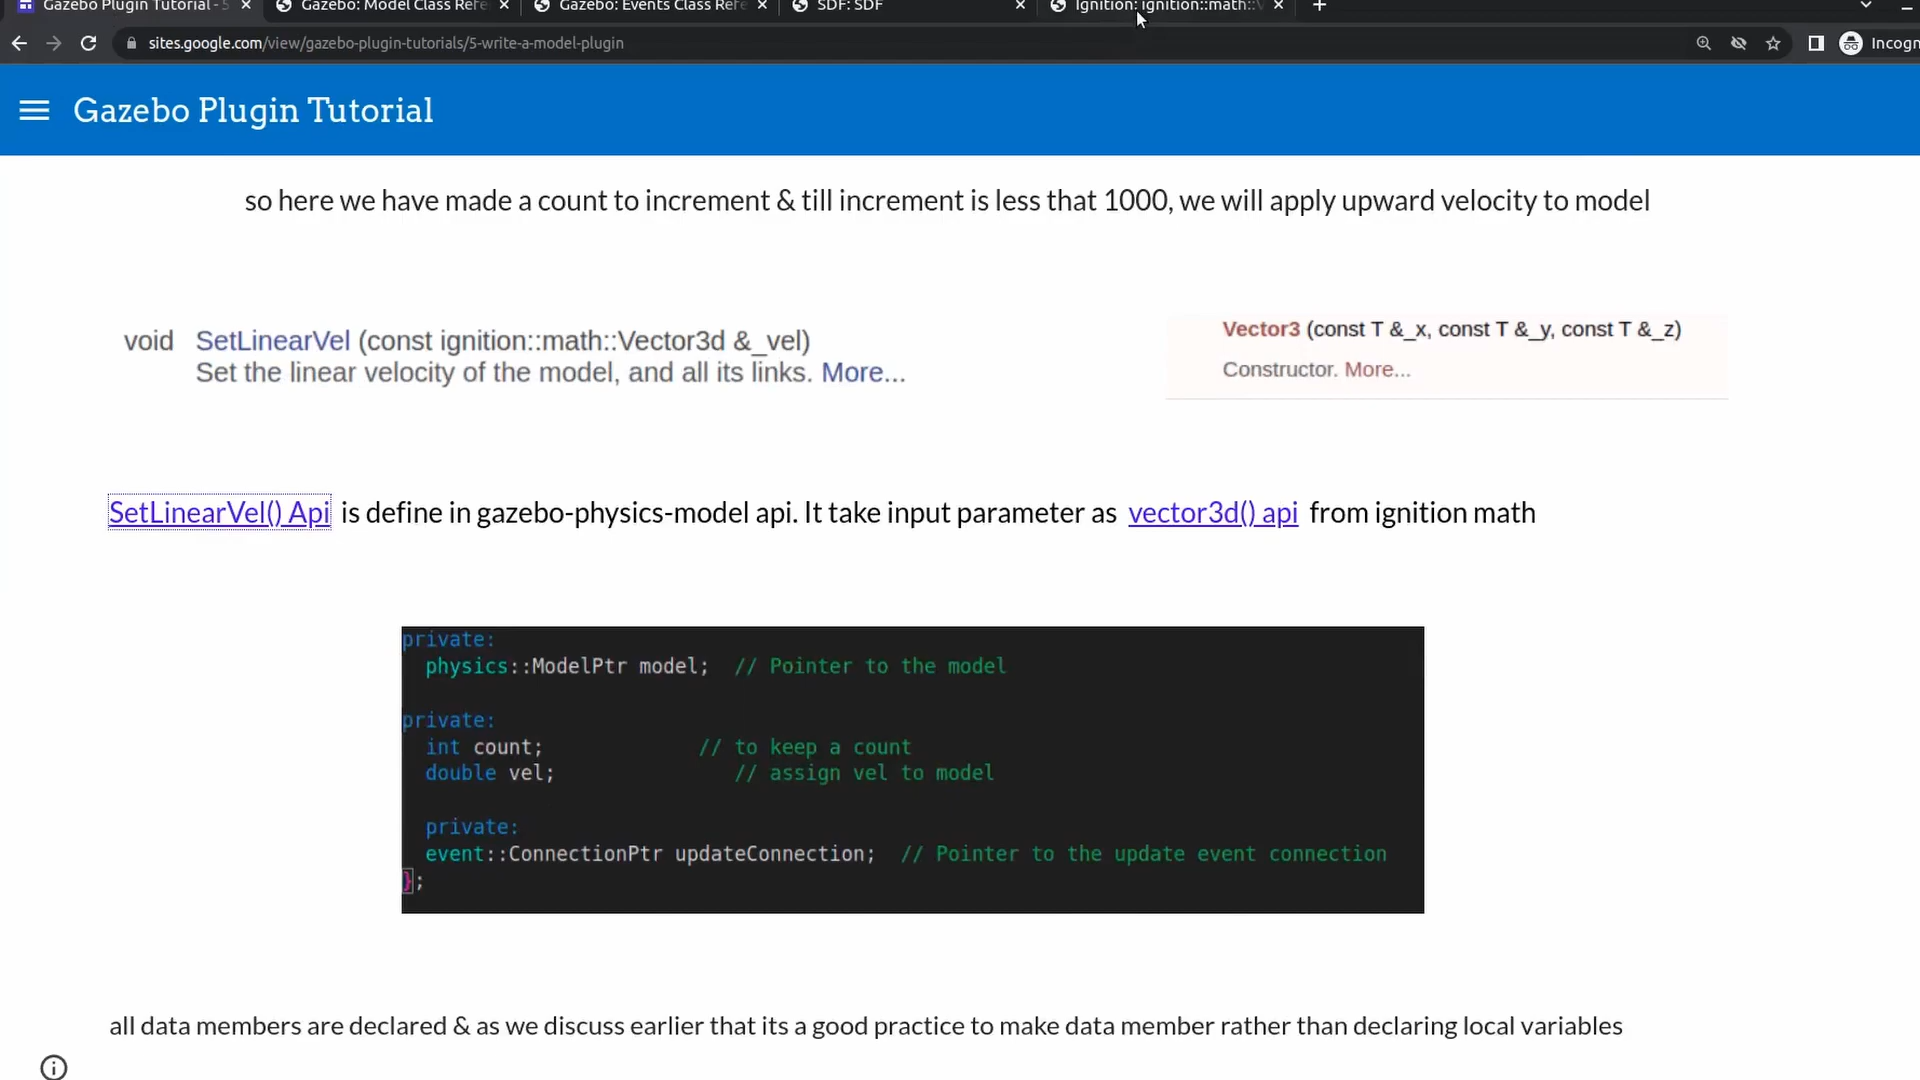 Gazebo Plugin Tutorial - 5
Gazebo: Model Class Refe
Gazebo: Events Class Refe
SDF: SDF
Ignition: ignition::math::V
sites.google.com/view/gazebo-plugin-tutorials/5-write-a-model-plugin
Incogn
Gazebo Plugin Tutorial
so here we have made a count to increment & till increment is less that 1000, we will apply upward velocity to model
void SetLinearVel (const ignition::math::Vector3d &_vel)
Set the linear velocity of the model, and all its links. More...
Vector3 (const T &_x, const T &_y, const T &_z)
Constructor. More...
SetLinearVel() Api is define in gazebo-physics-model api. It take input parameter as vector3d() api from ignition math
private:
physics::ModelPtr model; // Pointer to the model
private:
int count; // to keep a count
double vel; // assign vel to model
private:
event::ConnectionPtr updateConnection; // Pointer to the update event connection
};
all data members are declared & as we discuss earlier that its a good practice to make data member rather than declaring local variables